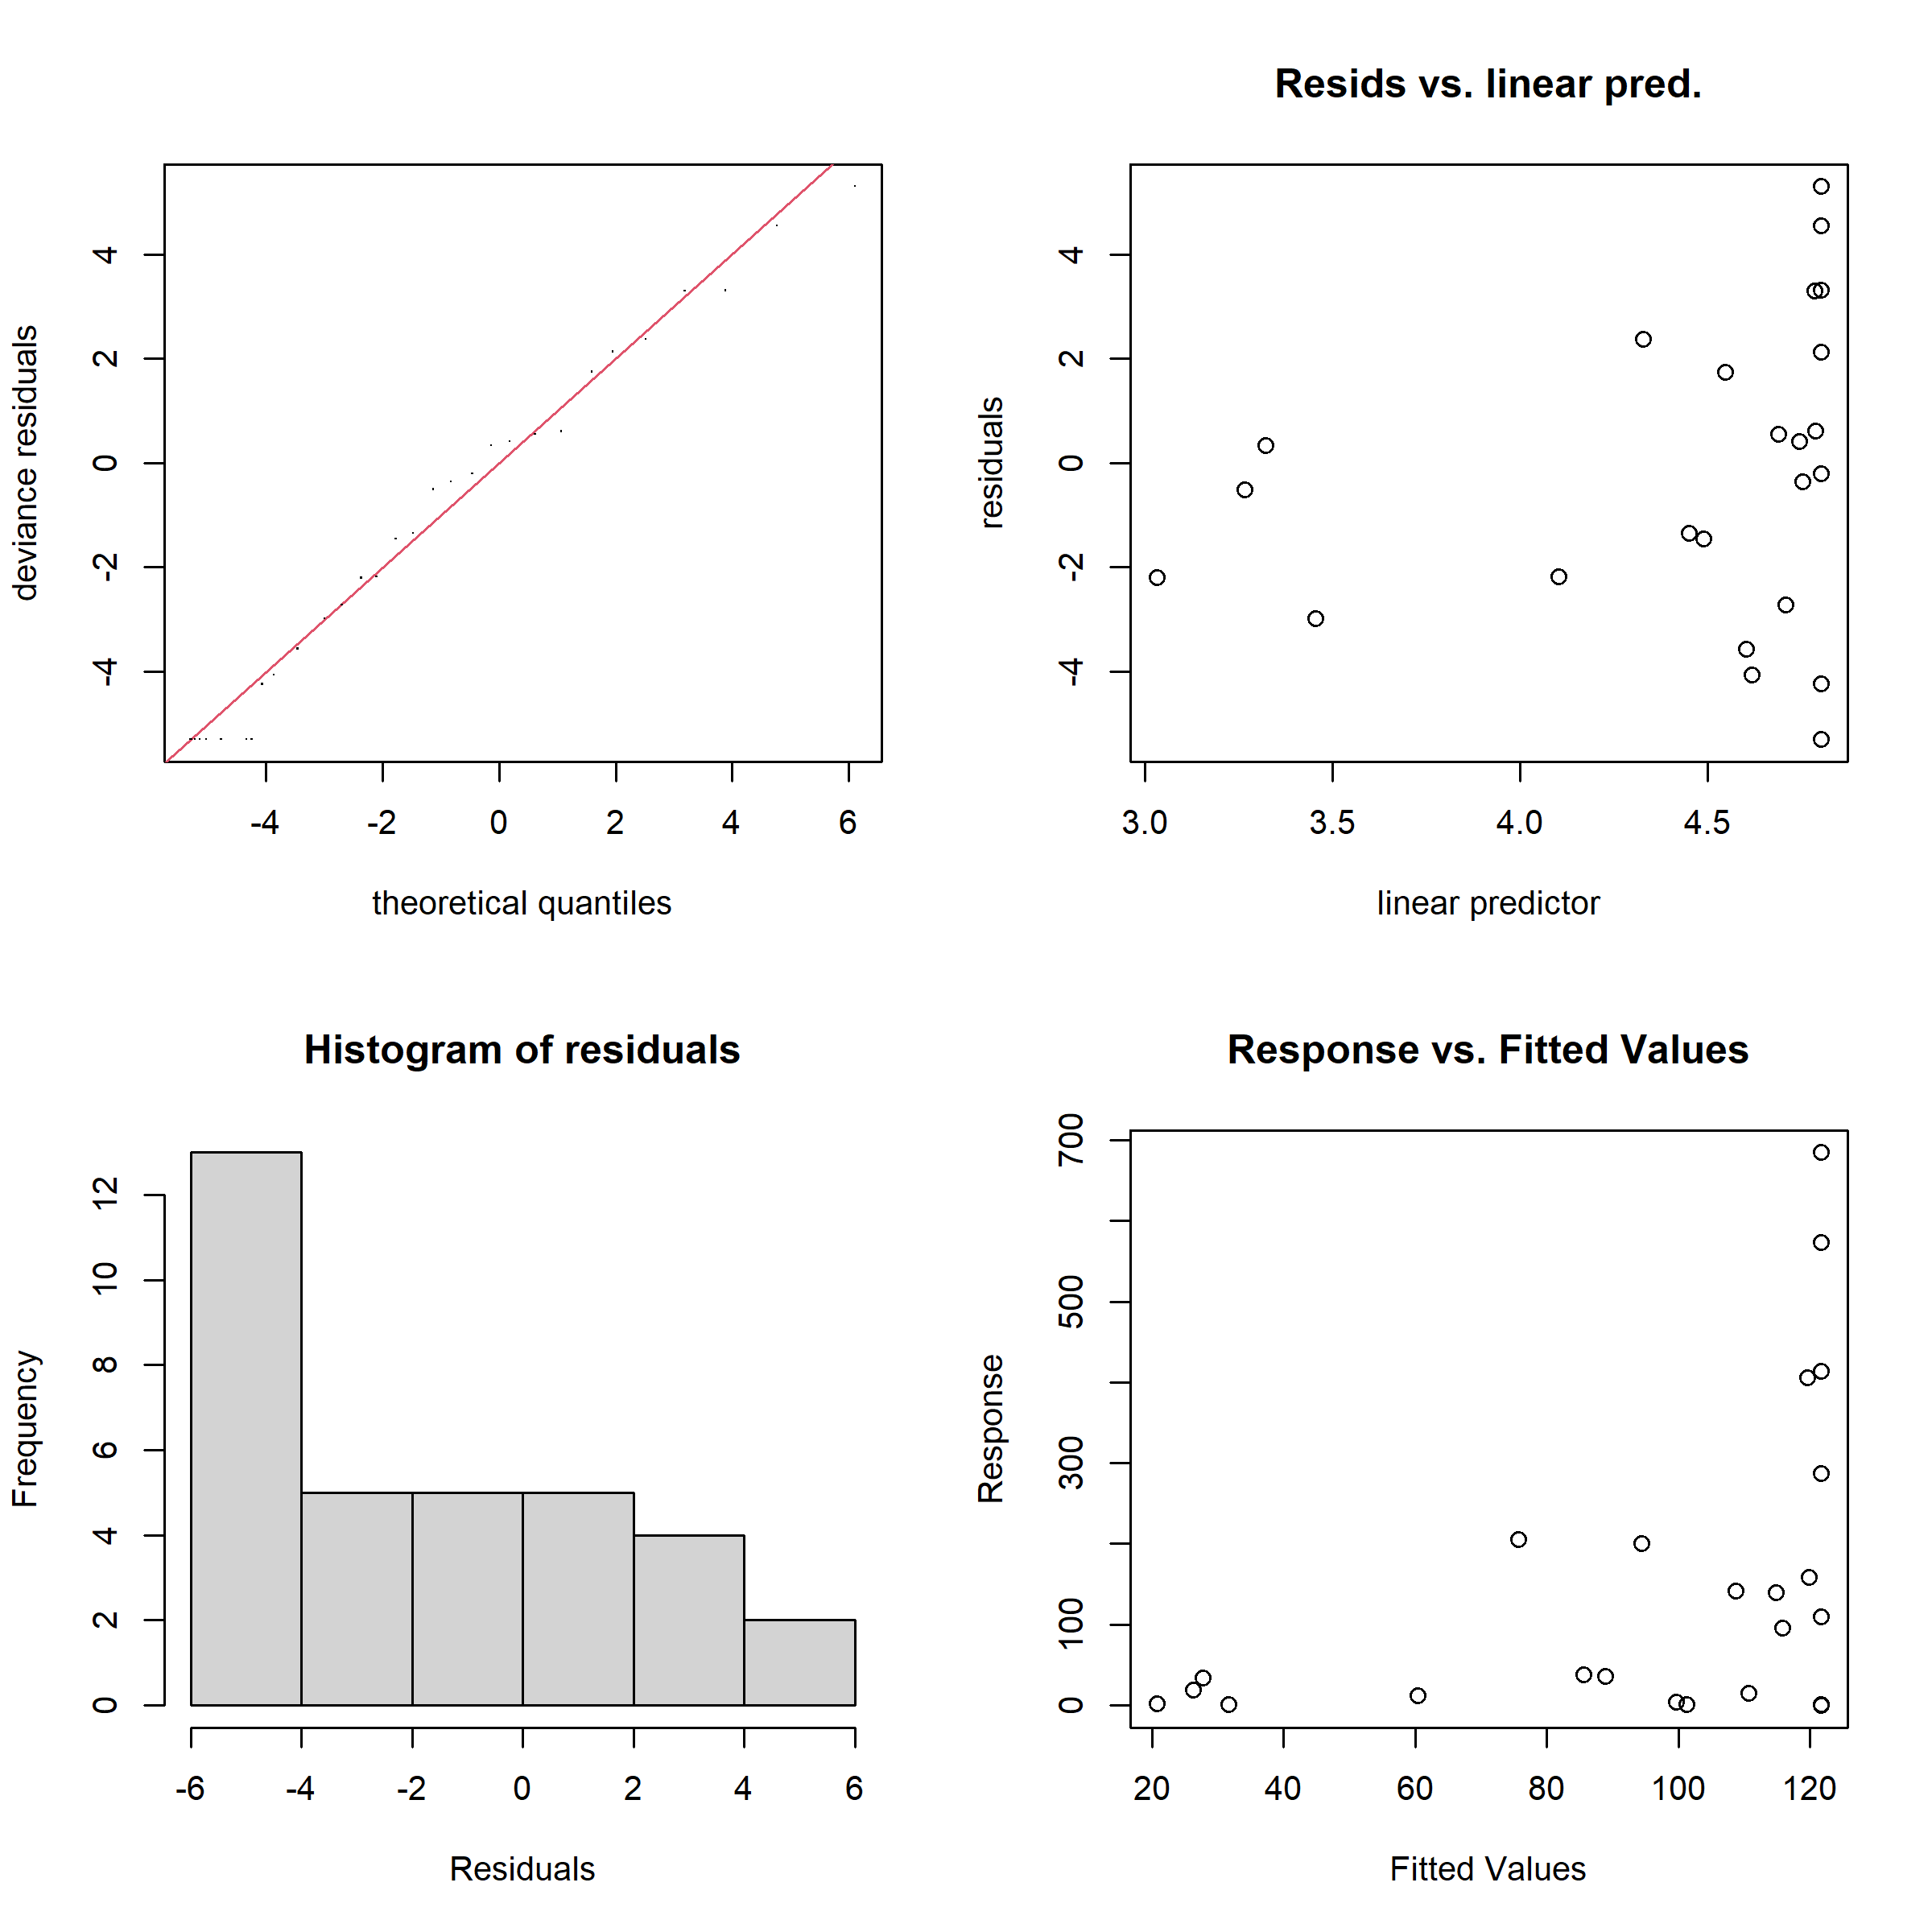 deviance residuals
4
2
0
-2
-4
-4 -2 0 2 4 6
theoretical quantiles
Resids vs. linear pred.
residuals
4
2
0
-2
-4
3.0 3.5 4.0 4.5
linear predictor
Histogram of residuals
Frequency
12
10
8
6
4
2
0
-6 -4 -2 0 2 4 6
Residuals
Response vs. Fitted Values
Response
700
500
300
100
0
20 40 60 80 100 120
Fitted Values